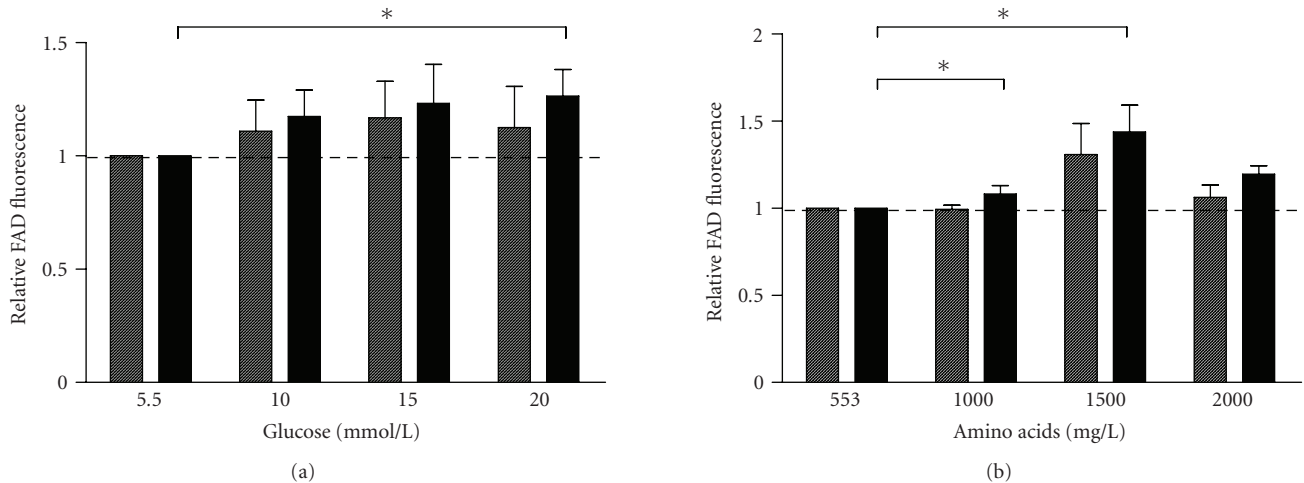 *
1.5
1
0.5
0
Relative FAD fluorescence
5.5 10 15 20
Glucose (mmol/L)
(a)
*
*
2
1.5
1
0.5
0
Relative FAD fluorescence
553 1000 1500 2000
Amino acids (mg/L)
(b)